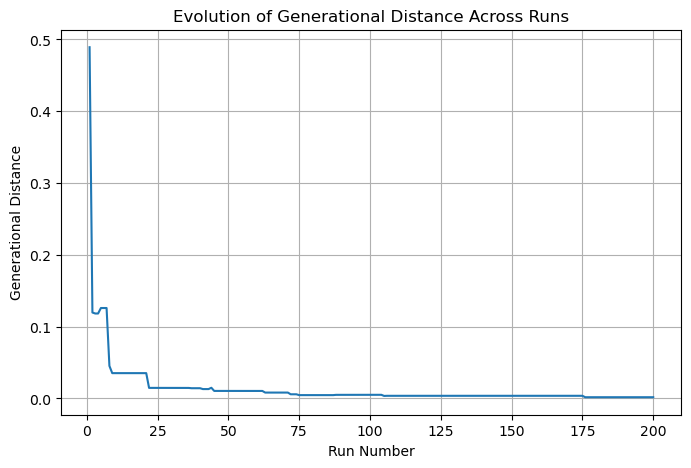 Evolution of Generational Distance Across Runs
Generational Distance
0.5
0.4
0.3
0.2
0.1
0.0
0 25 50 75 100 125 150 175 200
Run Number